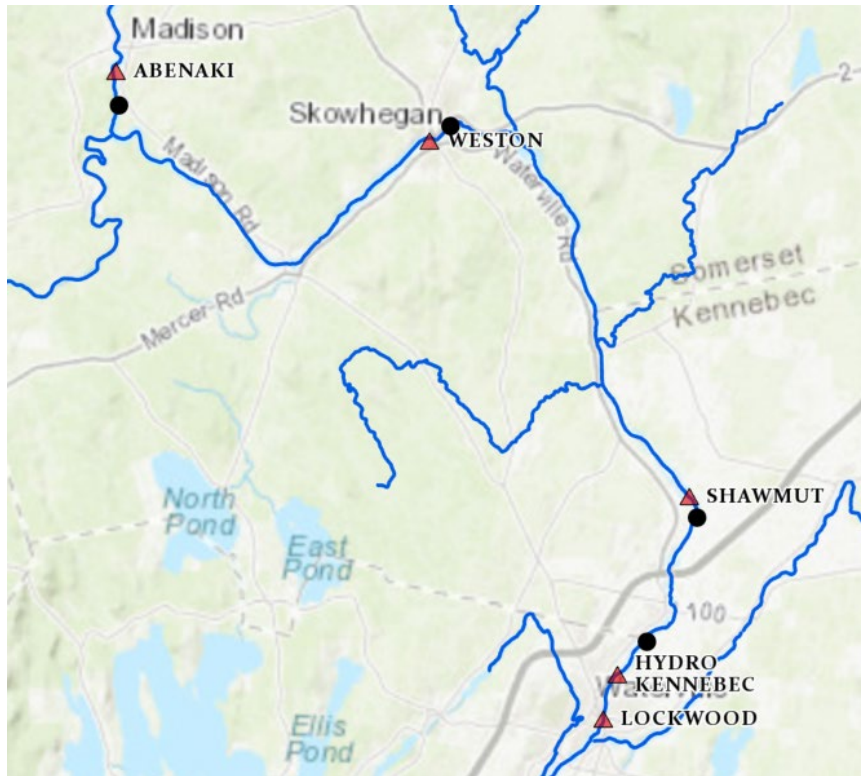 Madison
ABENAKI
2
Skowhegan
WESTON
Madison Rd
Waterville-Rd
Somerset
Kennebec
Mercer-Rd
North
Pond
SHAWMUT
East
Pond
100
HYDRO
KENNEBEC
LOCKWOOD
Ellis
Pond